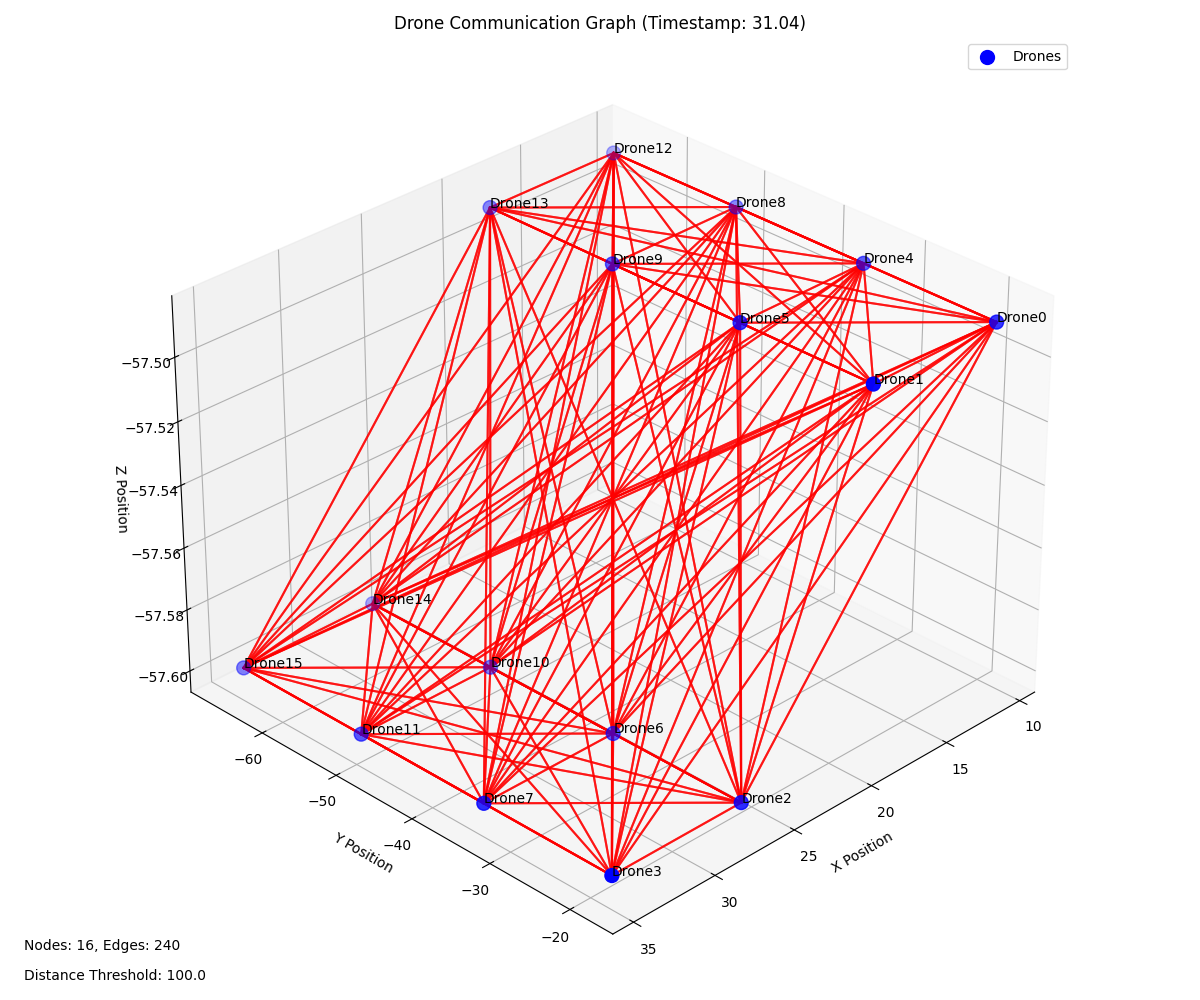 Drone Communication Graph (Timestamp: 31.04)
Drones
Drone12
Drone13
Drone8
Drone9
Drone4
Drone5
Drone0
Drone1
Drone14
Drone15
Drone10
Drone11
Drone6
Drone7
Drone2
Drone3
−57.50
−57.52
−57.54
−57.56
−57.58
−57.60
Z Position
−60
−50
−40
−30
−20
Y Position
10
15
20
25
30
35
X Position
Nodes: 16, Edges: 240
Distance Threshold: 100.0